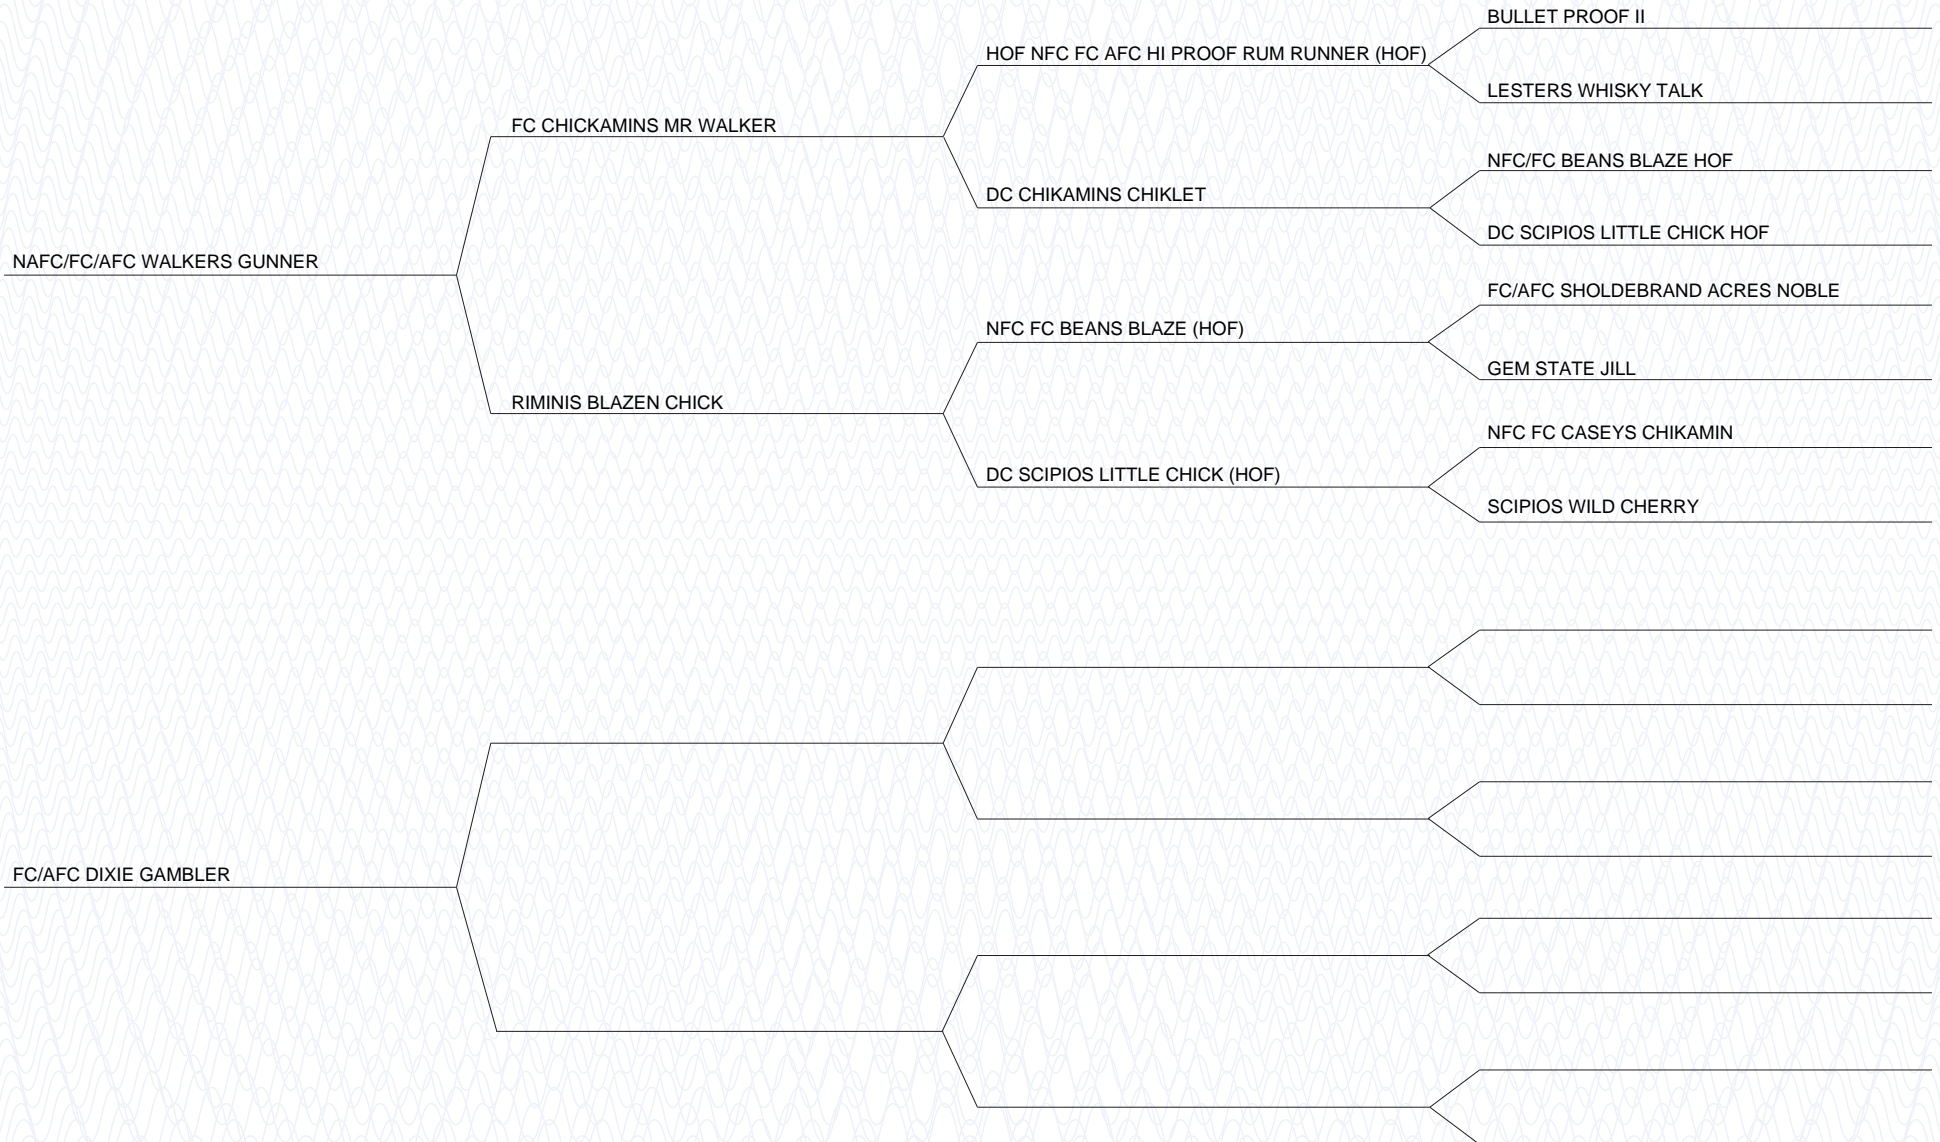 BULLET PROOF II
HOF NFC FC AFC HI PROOF RUM RUNNER (HOF)
LESTERS WHISKY TALK
FC CHICKAMINS MR WALKER
NFC/FC BEANS BLAZE HOF
DC CHIKAMINS CHIKLET
DC SCIPIOS LITTLE CHICK HOF
NAFC/FC/AFC WALKERS GUNNER
FC/AFC SHOLDEBRAND ACRES NOBLE
NFC FC BEANS BLAZE (HOF)
GEM STATE JILL
RIMINIS BLAZEN CHICK
NFC FC CASEYS CHIKAMIN
DC SCIPIOS LITTLE CHICK (HOF)
SCIPIOS WILD CHERRY
FC/AFC DIXIE GAMBLER